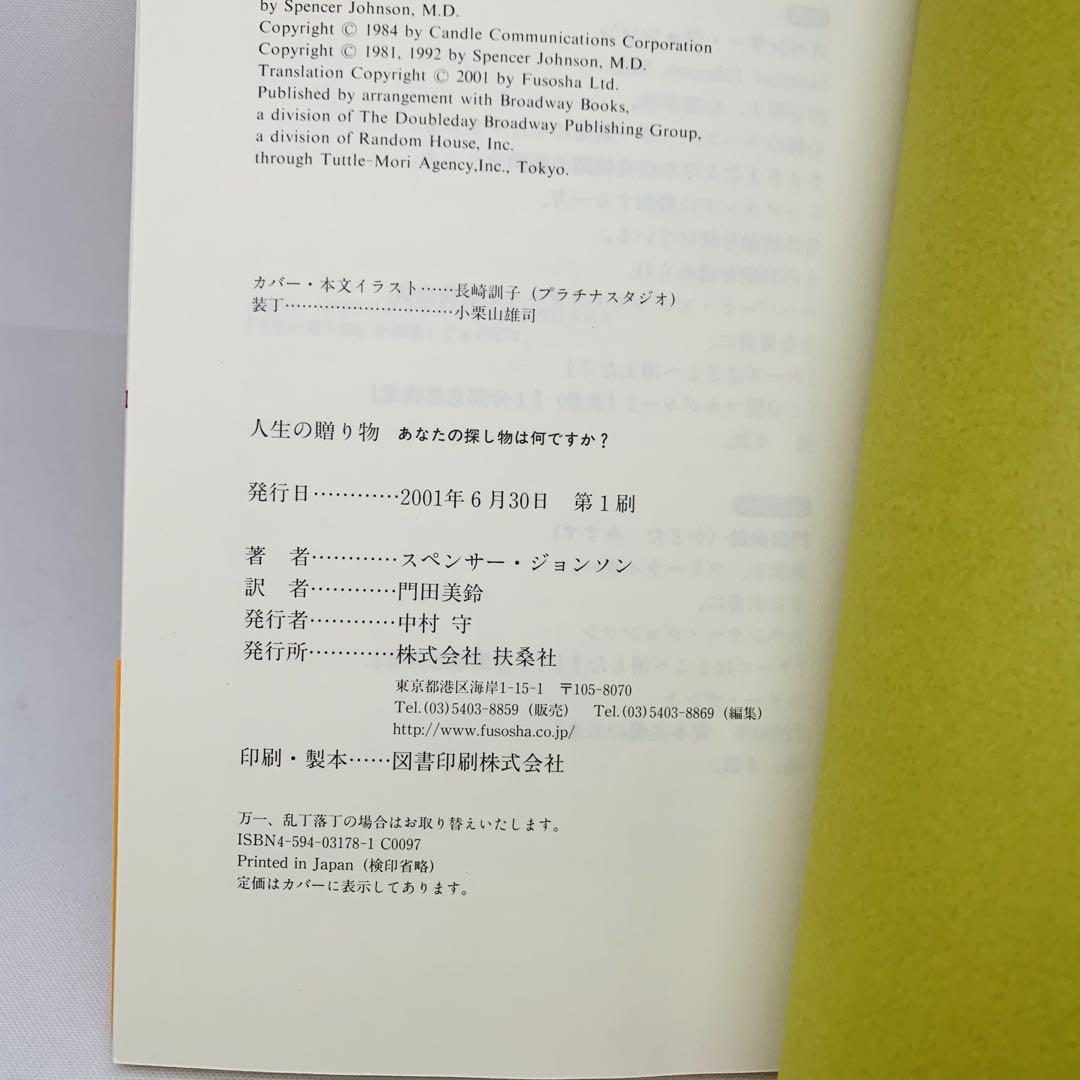 by Spencer Johnson, M.D.
Copyright © 1984 by Candle Communications Corporation
Copyright © 1981, 1992 by Spencer Johnson, M.D.
Translation Copyright © 2001 by Fusosha Ltd.
Published by arrangement with Broadway Books,
a division of The Doubleday Broadway Publishing Group,
a division of Random House, Inc.
through Tuttle-Mori Agency,Inc., Tokyo.
カバー・本文イラスト……長崎訓子(プラチナスタジオ)
装丁…………………………小栗山雄司
人生の贈り物 あなたの探し物は何ですか?
発行日…………2001年6月30日 第1刷
著 者…………スペンサー・ジョンソン
訳 者…………門田美鈴
発行者…………中村 守
発行所…………株式会社 扶桑社
東京都港区海岸1-15-1 〒105-8070
Tel.(03)5403-8859(販売) Tel.(03)5403-8869(編集)
http://www.fusosha.co.jp/
印刷・製本……図書印刷株式会社
万一、乱丁落丁の場合はお取り替えいたします。
ISBN4-594-03178-1 C0097
Printed in Japan(検印省略)
定価はカバーに表示してあります。